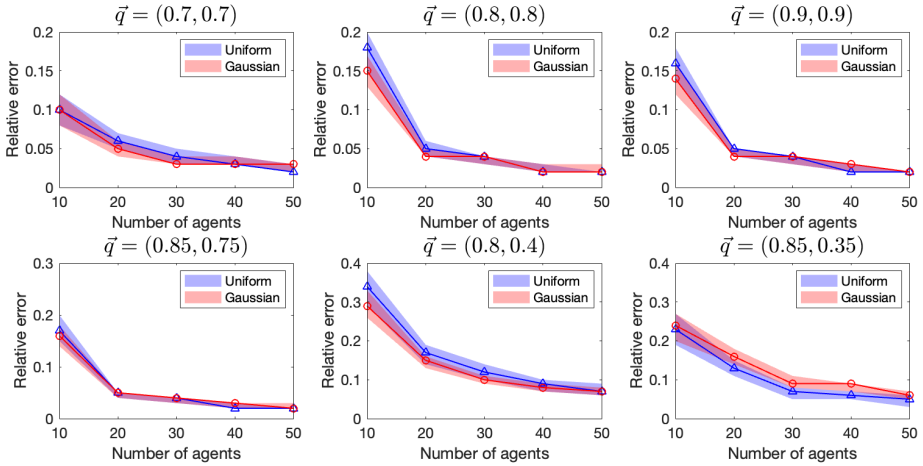 q⃗ = (0.7, 0.7)
0.2
0.15
0.1
0.05
0
Relative error
Uniform
Gaussian
10 20 30 40 50
Number of agents
q⃗ = (0.8, 0.8)
0.2
0.15
0.1
0.05
0
Relative error
Uniform
Gaussian
10 20 30 40 50
Number of agents
q⃗ = (0.9, 0.9)
0.2
0.15
0.1
0.05
0
Relative error
Uniform
Gaussian
10 20 30 40 50
Number of agents
q⃗ = (0.85, 0.75)
0.3
0.2
0.1
0
Relative error
Uniform
Gaussian
10 20 30 40 50
Number of agents
q⃗ = (0.8, 0.4)
0.4
0.3
0.2
0.1
0
Relative error
Uniform
Gaussian
10 20 30 40 50
Number of agents
q⃗ = (0.85, 0.35)
0.4
0.3
0.2
0.1
0
Relative error
Uniform
Gaussian
10 20 30 40 50
Number of agents